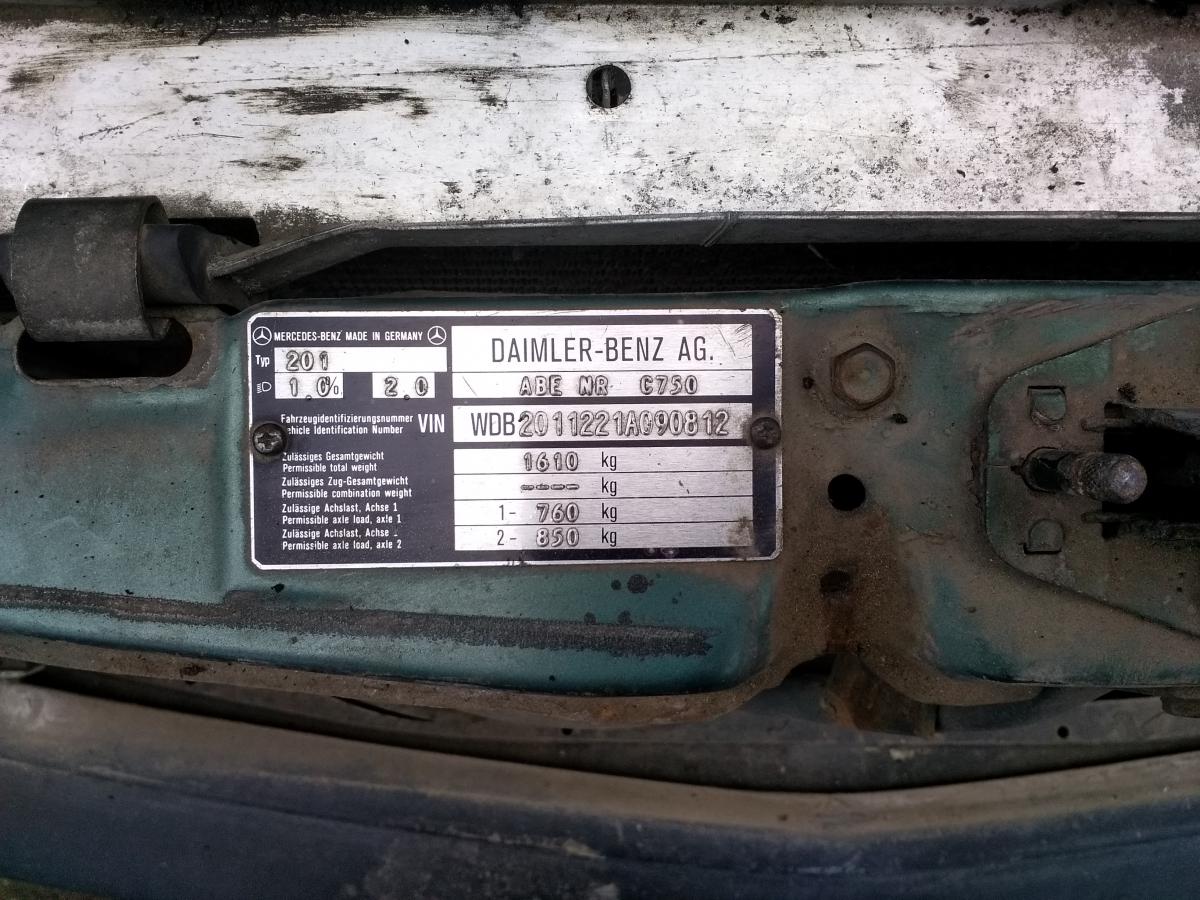 MERCEDES-BENZ MADE IN GERMANY
Typ 201
1.0% 2.0
DAIMLER-BENZ AG.
ABE NR C750
Fahrzeugidentifizierungsnummer
Vehicle Identification Number
VIN
WDB2011221A090812
Zulässiges Gesamtgewicht
Permissible total weight
1610 kg
Zulässiges Zug-Gesamtgewicht
Permissible combination weight
---- kg
Zulässige Achslast, Achse 1
Permissible axle load, axle 1
1- 760 kg
Zulässige Achslast, Achse
Permissible axle load, axle 2
2- 850 kg